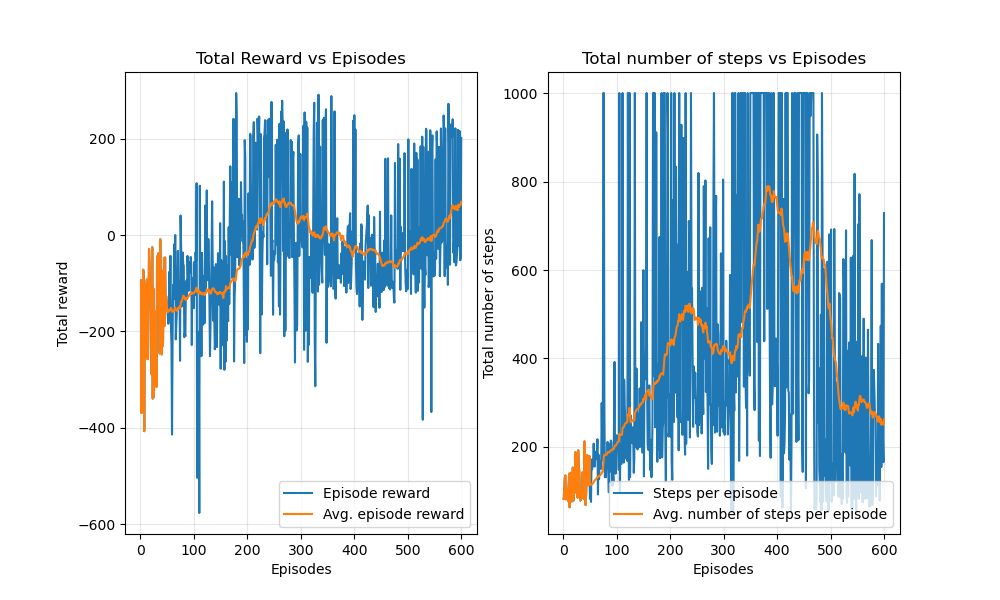 Total Reward vs Episodes
Total reward
200
0
−200
−400
−600
0 100 200 300 400 500 600
Episodes
Episode reward
Avg. episode reward
Total number of steps vs Episodes
Total number of steps
1000
800
600
400
200
0 100 200 300 400 500 600
Episodes
Steps per episode
Avg. number of steps per episode